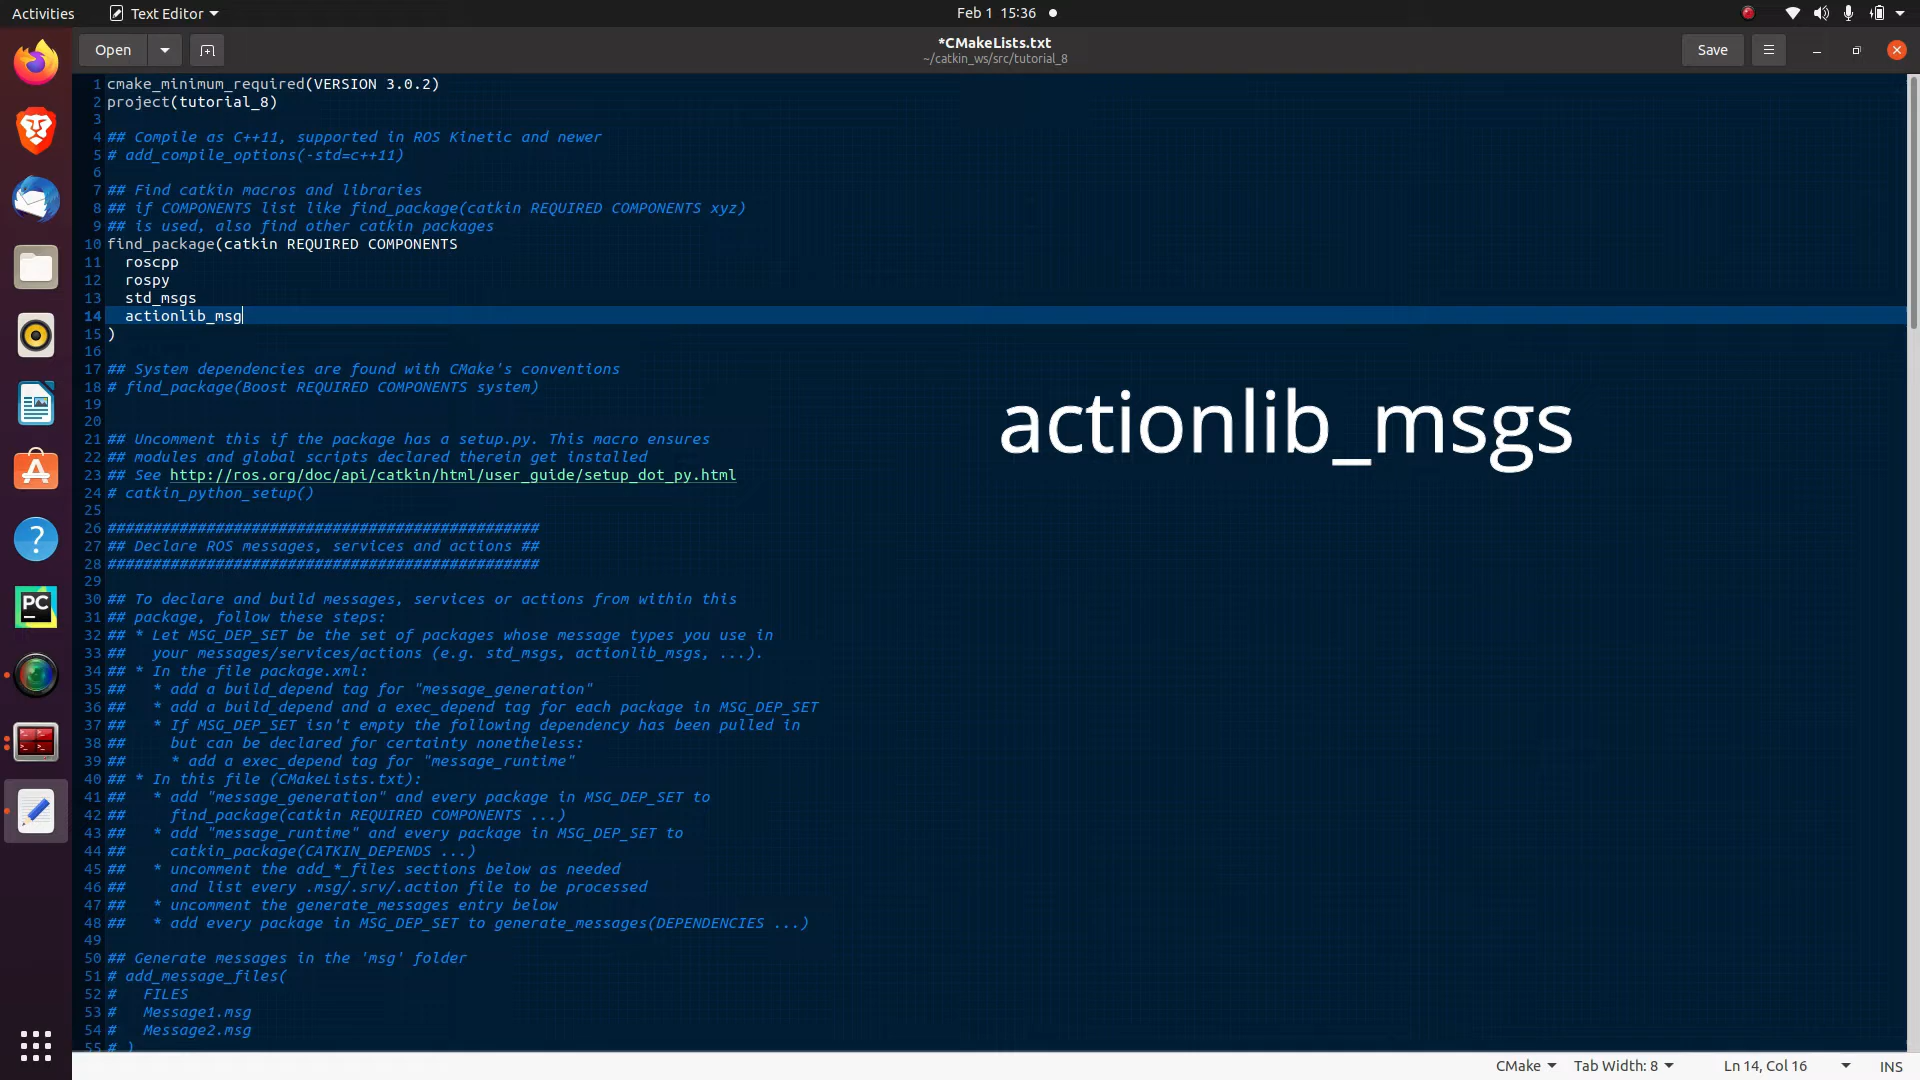 Activities Text Editor Feb 1 15:36
Open *CMakeLists.txt Save
~/catkin_ws/src/tutorial_8
1 cmake_minimum_required(VERSION 3.0.2)
2 project(tutorial_8)
3
4 ## Compile as C++11, supported in ROS Kinetic and newer
5 # add_compile_options(-std=c++11)
6
7 ## Find catkin macros and libraries
8 ## if COMPONENTS list like find_package(catkin REQUIRED COMPONENTS xyz)
9 ## is used, also find other catkin packages
10 find_package(catkin REQUIRED COMPONENTS
11 roscpp
12 rospy
13 std_msgs
14 actionlib_msg
15 )
16
17 ## System dependencies are found with CMake's conventions
18 # find_package(Boost REQUIRED COMPONENTS system)
19
20
actionlib_msgs
21 ## Uncomment this if the package has a setup.py. This macro ensures
22 ## modules and global scripts declared therein get installed
23 ## See http://ros.org/doc/api/catkin/html/user_guide/setup_dot_py.html
24 # catkin_python_setup()
25
26 ################################################
27 ## Declare ROS messages, services and actions ##
28 ################################################
29
30 ## To declare and build messages, services or actions from within this
31 ## package, follow these steps:
32 ## * Let MSG_DEP_SET be the set of packages whose message types you use in
33 ## your messages/services/actions (e.g. std_msgs, actionlib_msgs, ...).
34 ## * In the file package.xml:
35 ## * add a build_depend tag for "message_generation"
36 ## * add a build_depend and a exec_depend tag for each package in MSG_DEP_SET
37 ## * If MSG_DEP_SET isn't empty the following dependency has been pulled in
38 ## but can be declared for certainty nonetheless:
39 ## * add a exec_depend tag for "message_runtime"
40 ## * In this file (CMakeLists.txt):
41 ## * add "message_generation" and every package in MSG_DEP_SET to
42 ## find_package(catkin REQUIRED COMPONENTS ...)
43 ## * add "message_runtime" and every package in MSG_DEP_SET to
44 ## catkin_package(CATKIN_DEPENDS ...)
45 ## * uncomment the add_*_files sections below as needed
46 ## and list every .msg/.srv/.action file to be processed
47 ## * uncomment the generate_messages entry below
48 ## * add every package in MSG_DEP_SET to generate_messages(DEPENDENCIES ...)
49
50 ## Generate messages in the 'msg' folder
51 # add_message_files(
52 # FILES
53 # Message1.msg
54 # Message2.msg
55 # )
CMake Tab Width: 8 Ln 14, Col 16 INS
PC